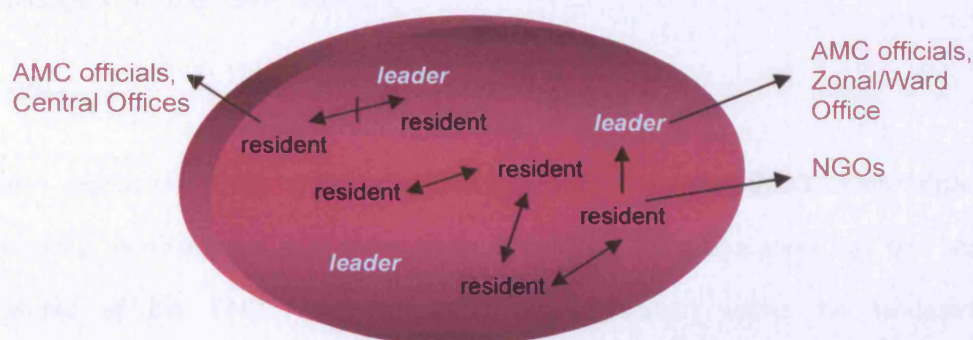 AMC officials,
Central Offices
leader
resident
resident
leader
resident
resident
resident
leader
resident
AMC officials,
Zonal/Ward
Office
NGOs